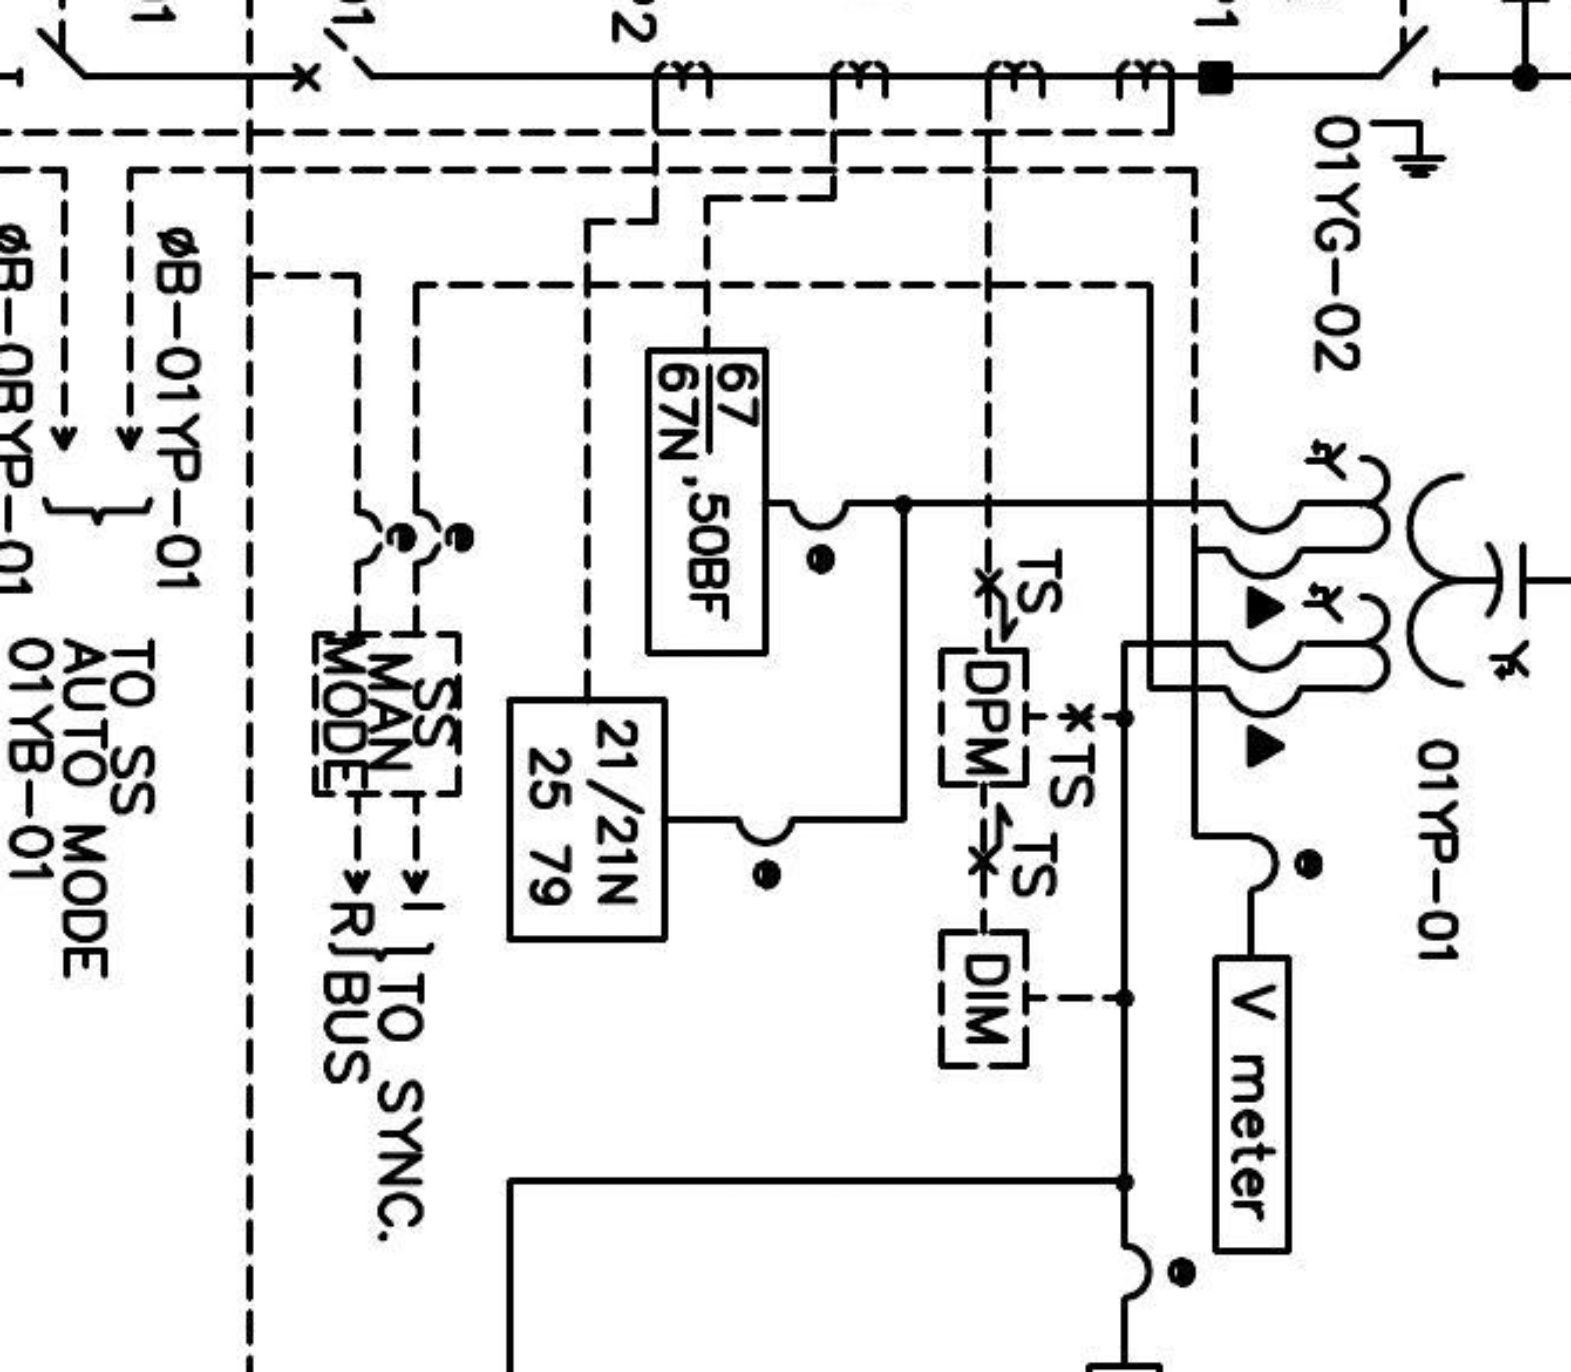 01YG-02
01YP-01
V meter
TS
DPM
TS
TS
DIM
67
67N,50BF
21/21N
25 79
SS
MAN
MODE
I
R
TO SYNC.
BUS
ØB-01YP-01
ØB-0BYP-01
TO SS
AUTO MODE
01YB-01